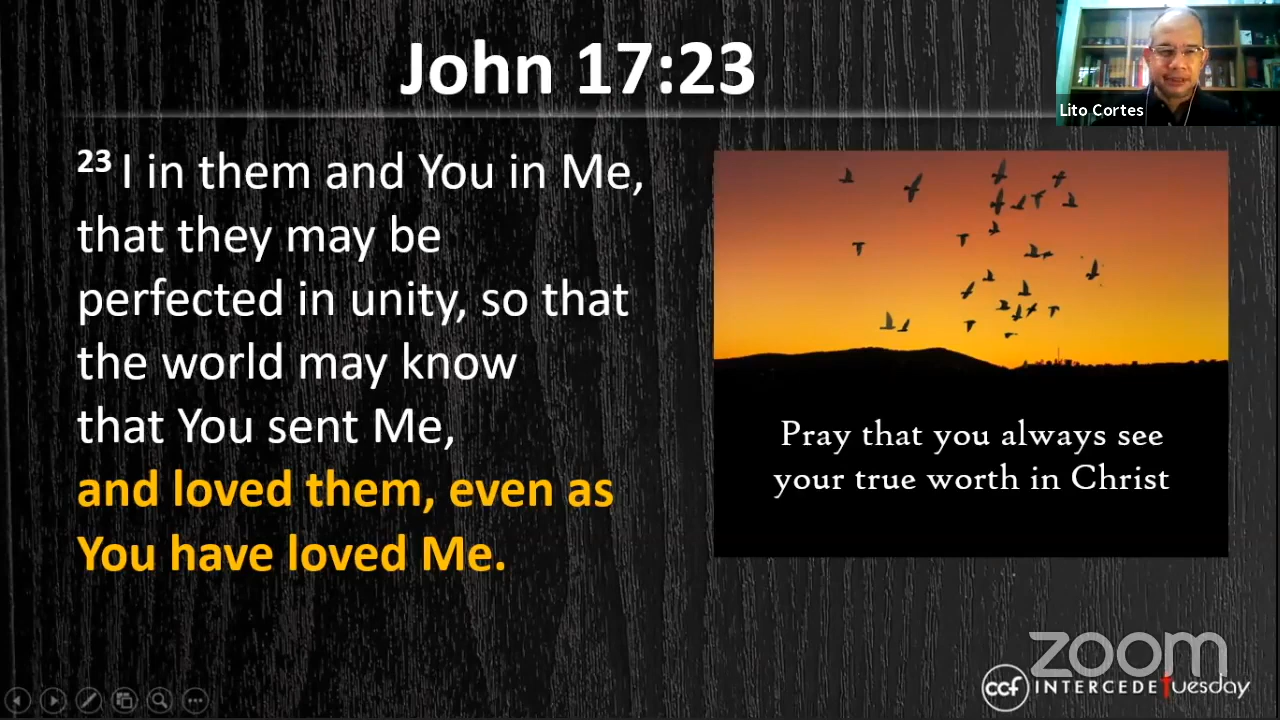 John 17:23
Lito Cortes
23 I in them and You in Me,
that they may be
perfected in unity, so that
the world may know
that You sent Me,
and loved them, even as
You have loved Me.
Pray that you always see
your true worth in Christ
zoom
ccf INTERCEDE Tuesday